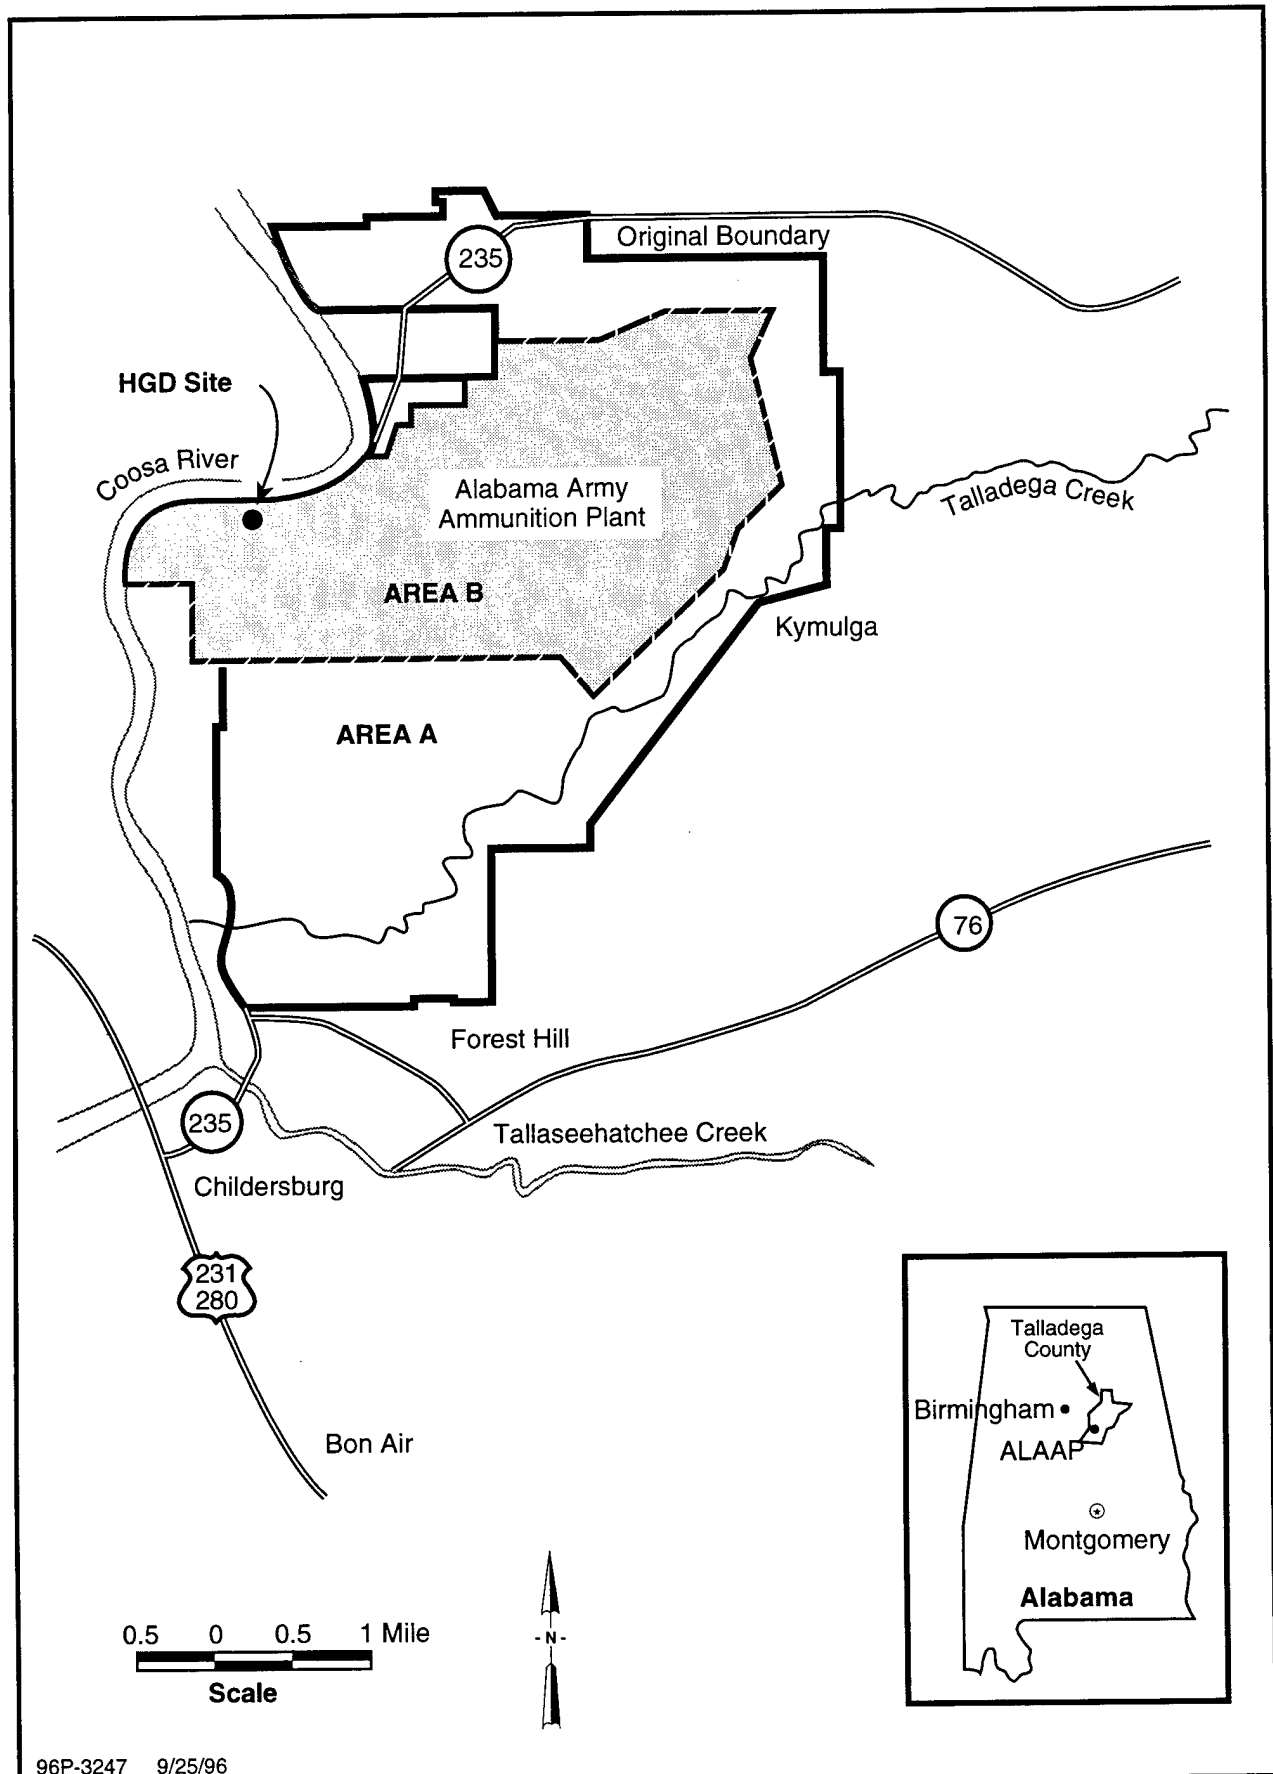 235
Original Boundary
HGD Site
Coosa River
Talladega Creek
Alabama Army
Ammunition Plant
AREA B
Kymulga
AREA A
76
Forest Hill
235
Tallaseehatchee Creek
Childersburg
231
280
Bon Air
Talladega
County
Birmingham
ALAAP
Montgomery
Alabama
0.5 0 0.5 1 Mile
Scale
- N -
96P-3247 9/25/96